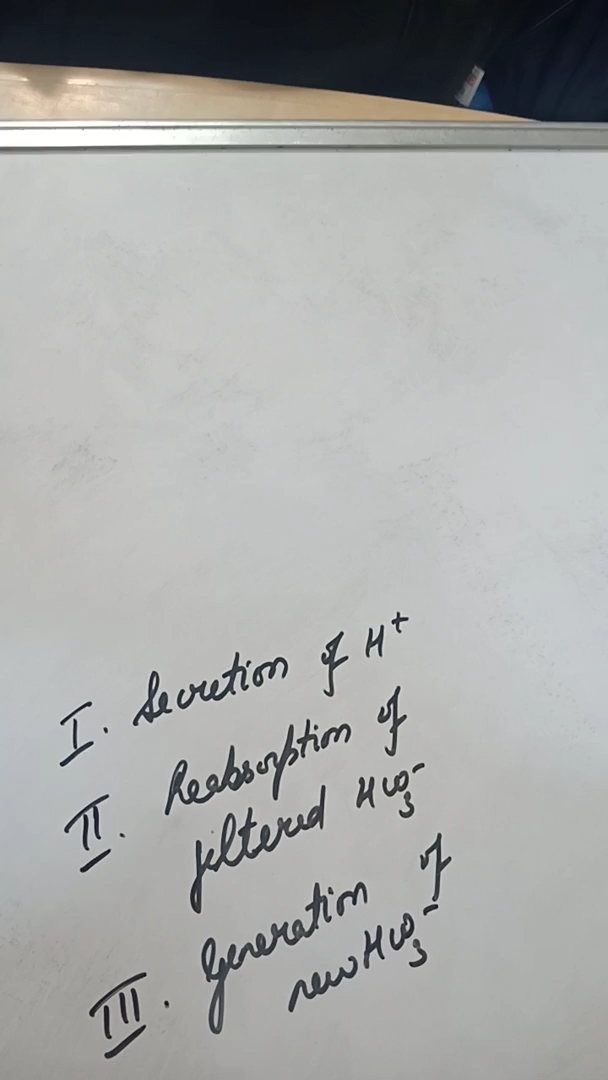 I. Secretion of H⁺
II. Reabsorption of
filtered HCO₃⁻
III. Generation of
new HCO₃⁻